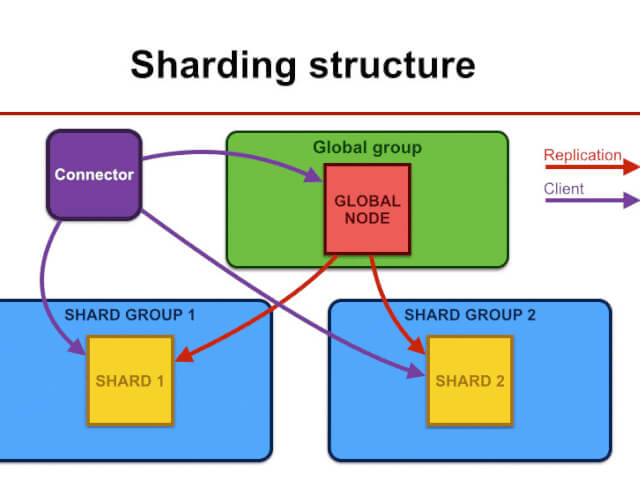 Sharding structure
Connector
Global group
GLOBAL
NODE
Replication
Client
SHARD GROUP 1
SHARD 1
SHARD GROUP 2
SHARD 2